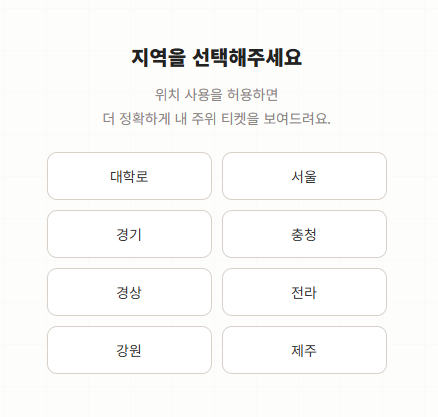 지역을 선택해주세요
위치 사용을 허용하면
더 정확하게 내 주위 티켓을 보여드려요.
대학로
서울
경기
충청
경상
전라
강원
제주